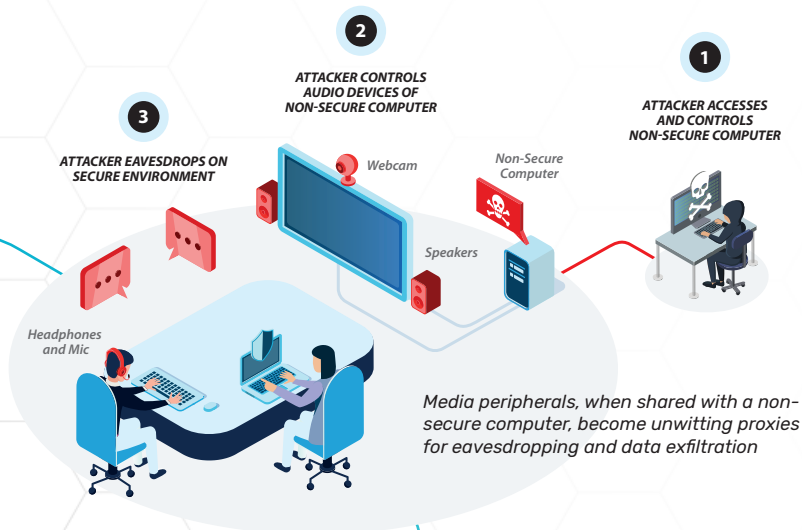 2
ATTACKER CONTROLS
AUDIO DEVICES OF
NON-SECURE COMPUTER
1
ATTACKER ACCESSES
AND CONTROLS
NON-SECURE COMPUTER
3
ATTACKER EAVESDROPS ON
SECURE ENVIRONMENT
Webcam
Non-Secure
Computer
Speakers
Headphones
and Mic
Media peripherals, when shared with a non-
secure computer, become unwitting proxies
for eavesdropping and data exfiltration